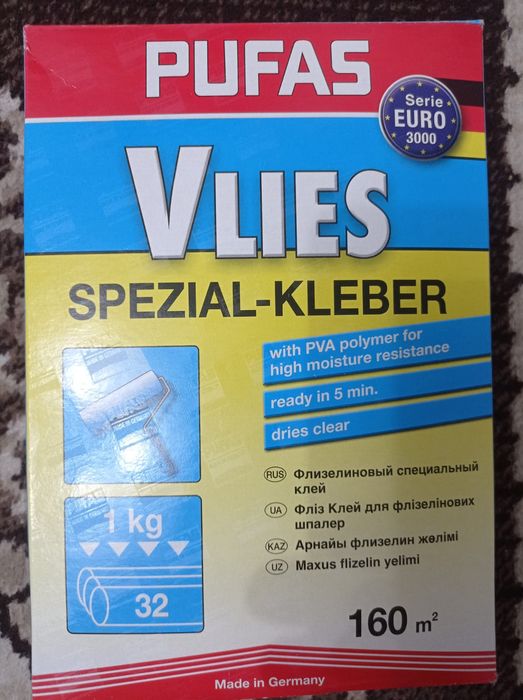 PUFAS
Serie
EURO
3000
VLIES
SPEZIAL-KLEBER
with PVA polymer for
high moisture resistance
ready in 5 min.
dries clear
PUFAS
RUS Флизелиновый специальный
клей
UA Фліз Клей для флізелінових
шпалер
KAZ Арнайы флизелин желімі
UZ Maxus flizelin yelimi
1 kg
32
160 m²
Made in Germany